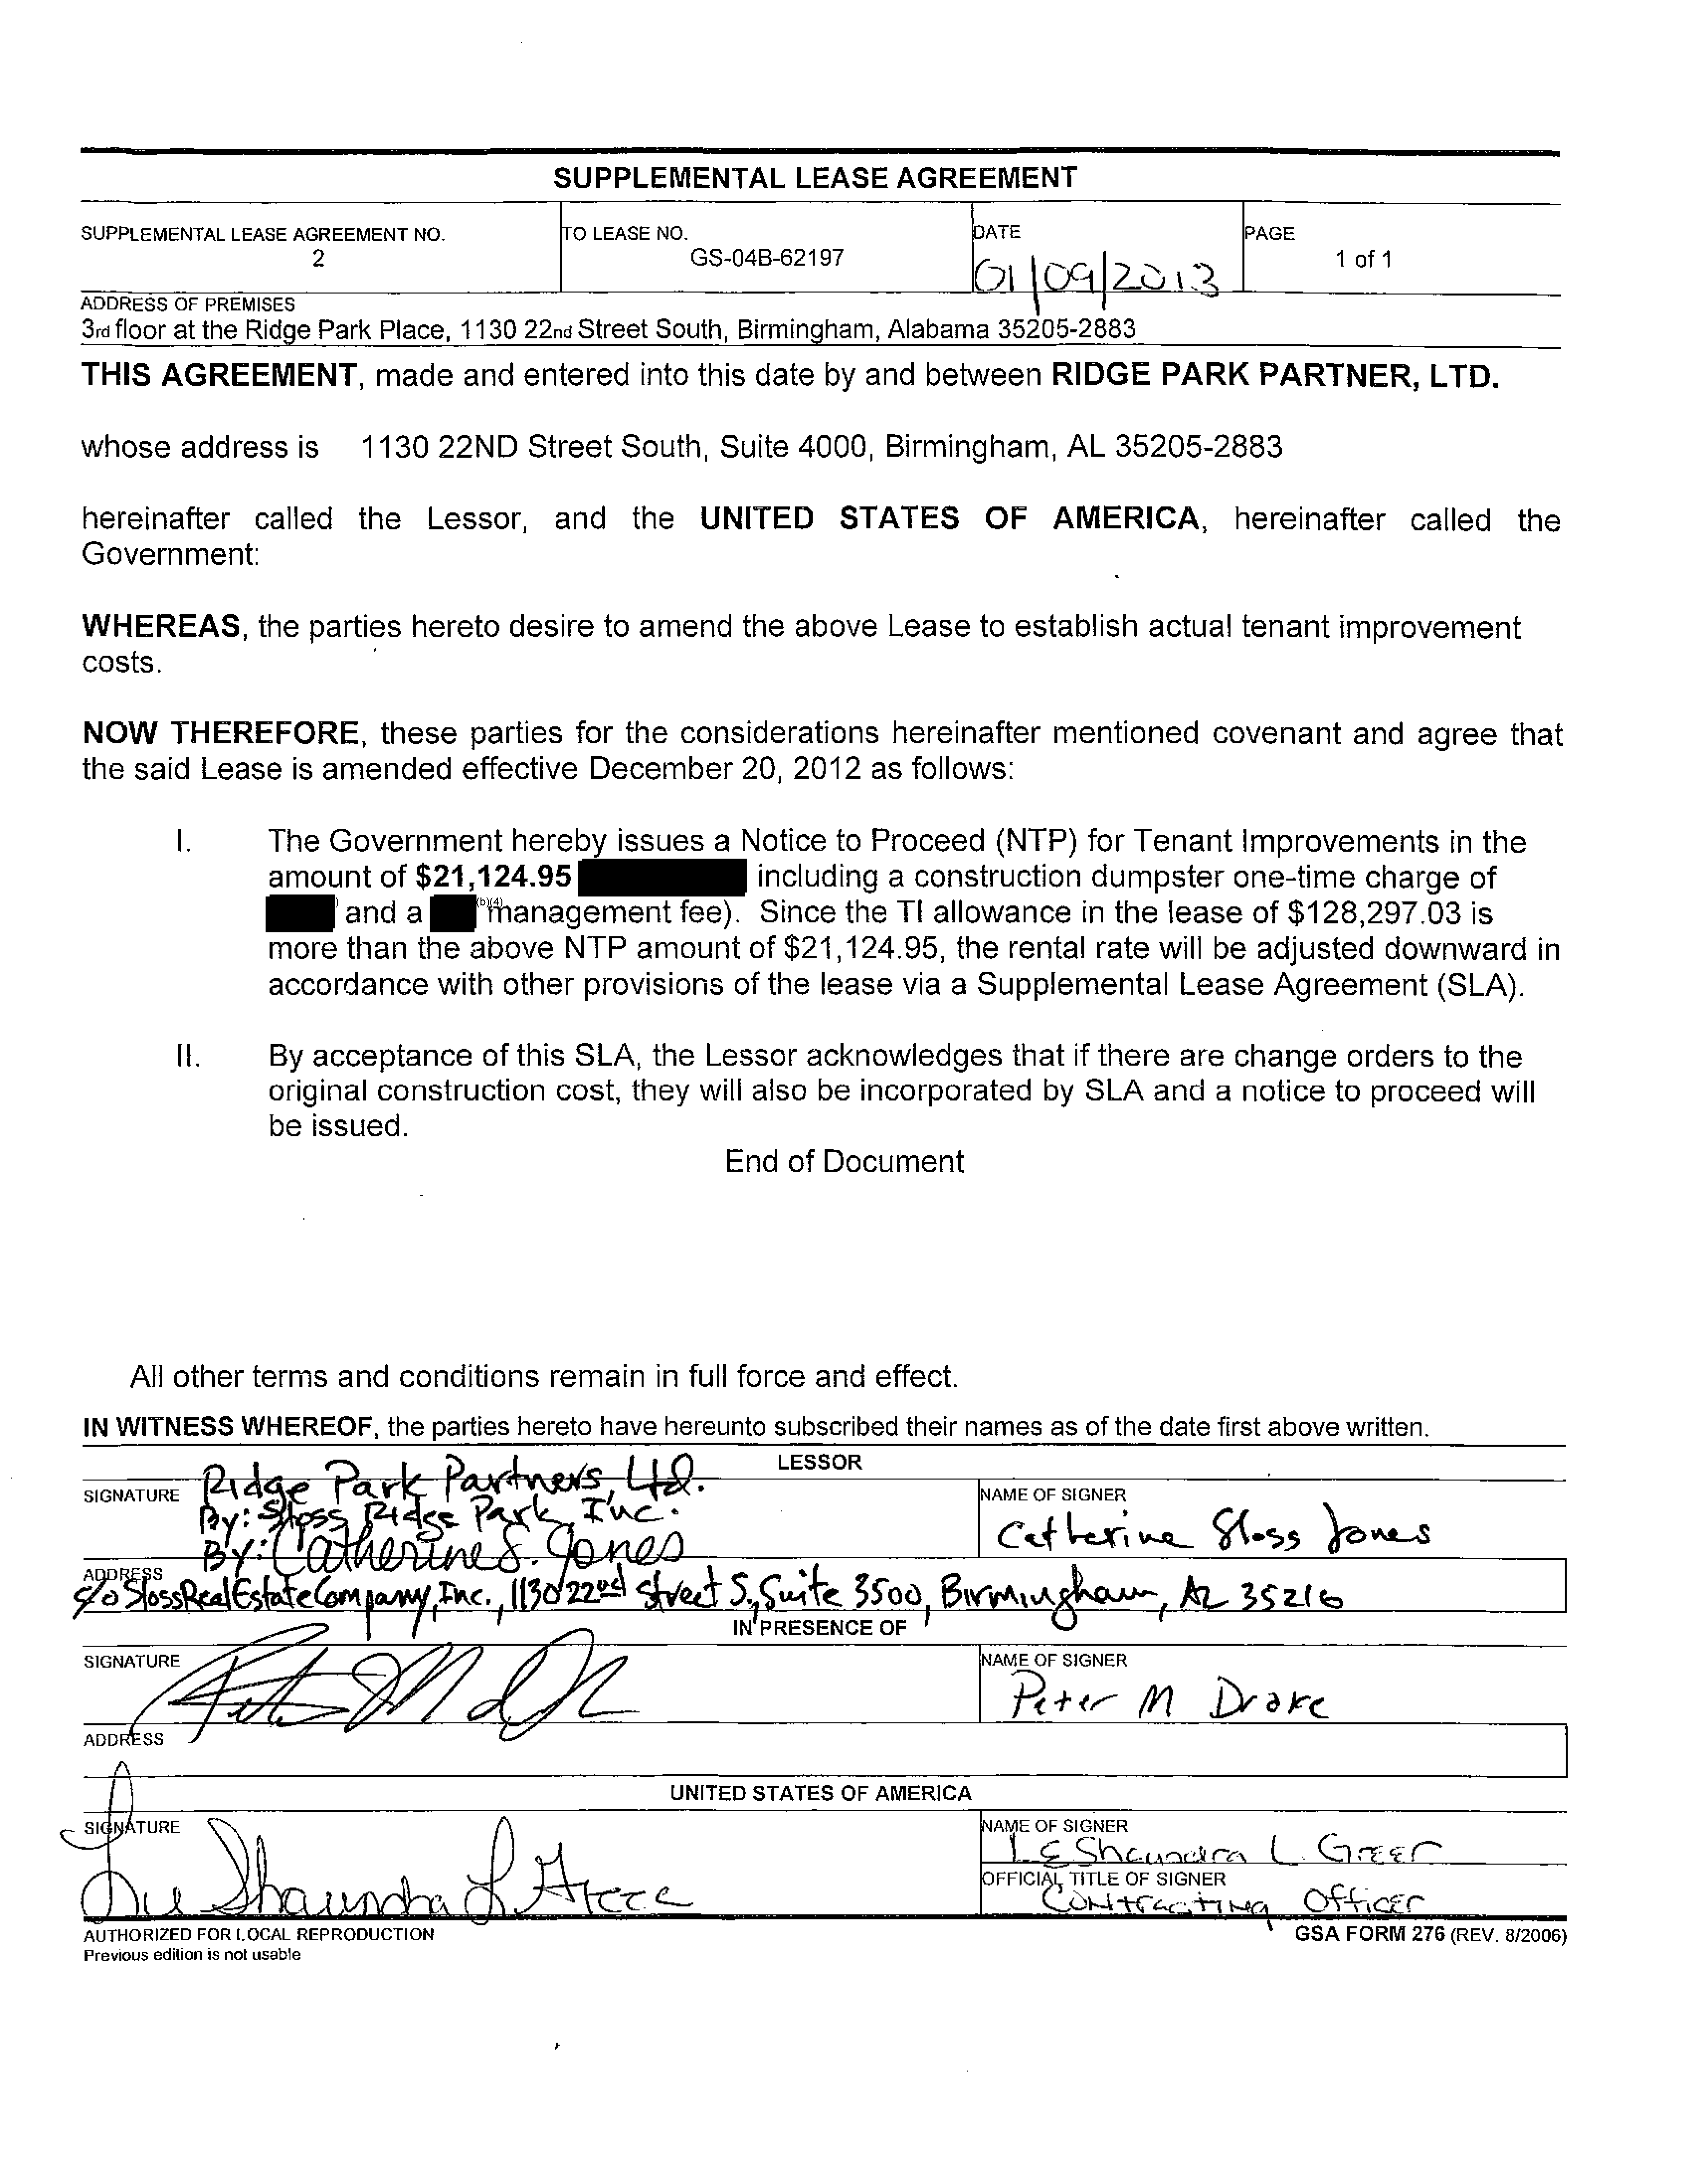 SUPPLEMENTAL LEASE AGREEMENT
SUPPLEMENTAL LEASE AGREEMENT NO.
2
TO LEASE NO.
GS-04B-62197
DATE
01/09/2013
PAGE
1 of 1
ADDRESS OF PREMISES
3rd floor at the Ridge Park Place, 1130 22nd Street South, Birmingham, Alabama 35205-2883
THIS AGREEMENT, made and entered into this date by and between RIDGE PARK PARTNER, LTD.
whose address is 1130 22ND Street South, Suite 4000, Birmingham, AL 35205-2883
hereinafter called the Lessor, and the UNITED STATES OF AMERICA, hereinafter called the
Government:
WHEREAS, the parties hereto desire to amend the above Lease to establish actual tenant improvement
costs.
NOW THEREFORE, these parties for the considerations hereinafter mentioned covenant and agree that
the said Lease is amended effective December 20, 2012 as follows:
I. The Government hereby issues a Notice to Proceed (NTP) for Tenant Improvements in the
amount of $21,124.95 including a construction dumpster one-time charge of
) and a (b)(4) management fee). Since the TI allowance in the lease of $128,297.03 is
more than the above NTP amount of $21,124.95, the rental rate will be adjusted downward in
accordance with other provisions of the lease via a Supplemental Lease Agreement (SLA).
II. By acceptance of this SLA, the Lessor acknowledges that if there are change orders to the
original construction cost, they will also be incorporated by SLA and a notice to proceed will
be issued.
End of Document
All other terms and conditions remain in full force and effect.
IN WITNESS WHEREOF, the parties hereto have hereunto subscribed their names as of the date first above written.
LESSOR
SIGNATURE
Ridge Park Partners, Ltd.
By: Sloss Ridge Park, Inc.
By: Catherine S. Jones
NAME OF SIGNER
Catherine Sloss Jones
ADDRESS
c/o Sloss Real Estate Company, Inc., 1130 22nd Street S., Suite 3500, Birmingham, AL 35216
IN PRESENCE OF
SIGNATURE
NAME OF SIGNER
Peter M Drake
ADDRESS
UNITED STATES OF AMERICA
SIGNATURE
NAME OF SIGNER
LeShaundra L. Greer
OFFICIAL TITLE OF SIGNER
Contracting Officer
AUTHORIZED FOR LOCAL REPRODUCTION
Previous edition is not usable
GSA FORM 276 (REV. 8/2006)